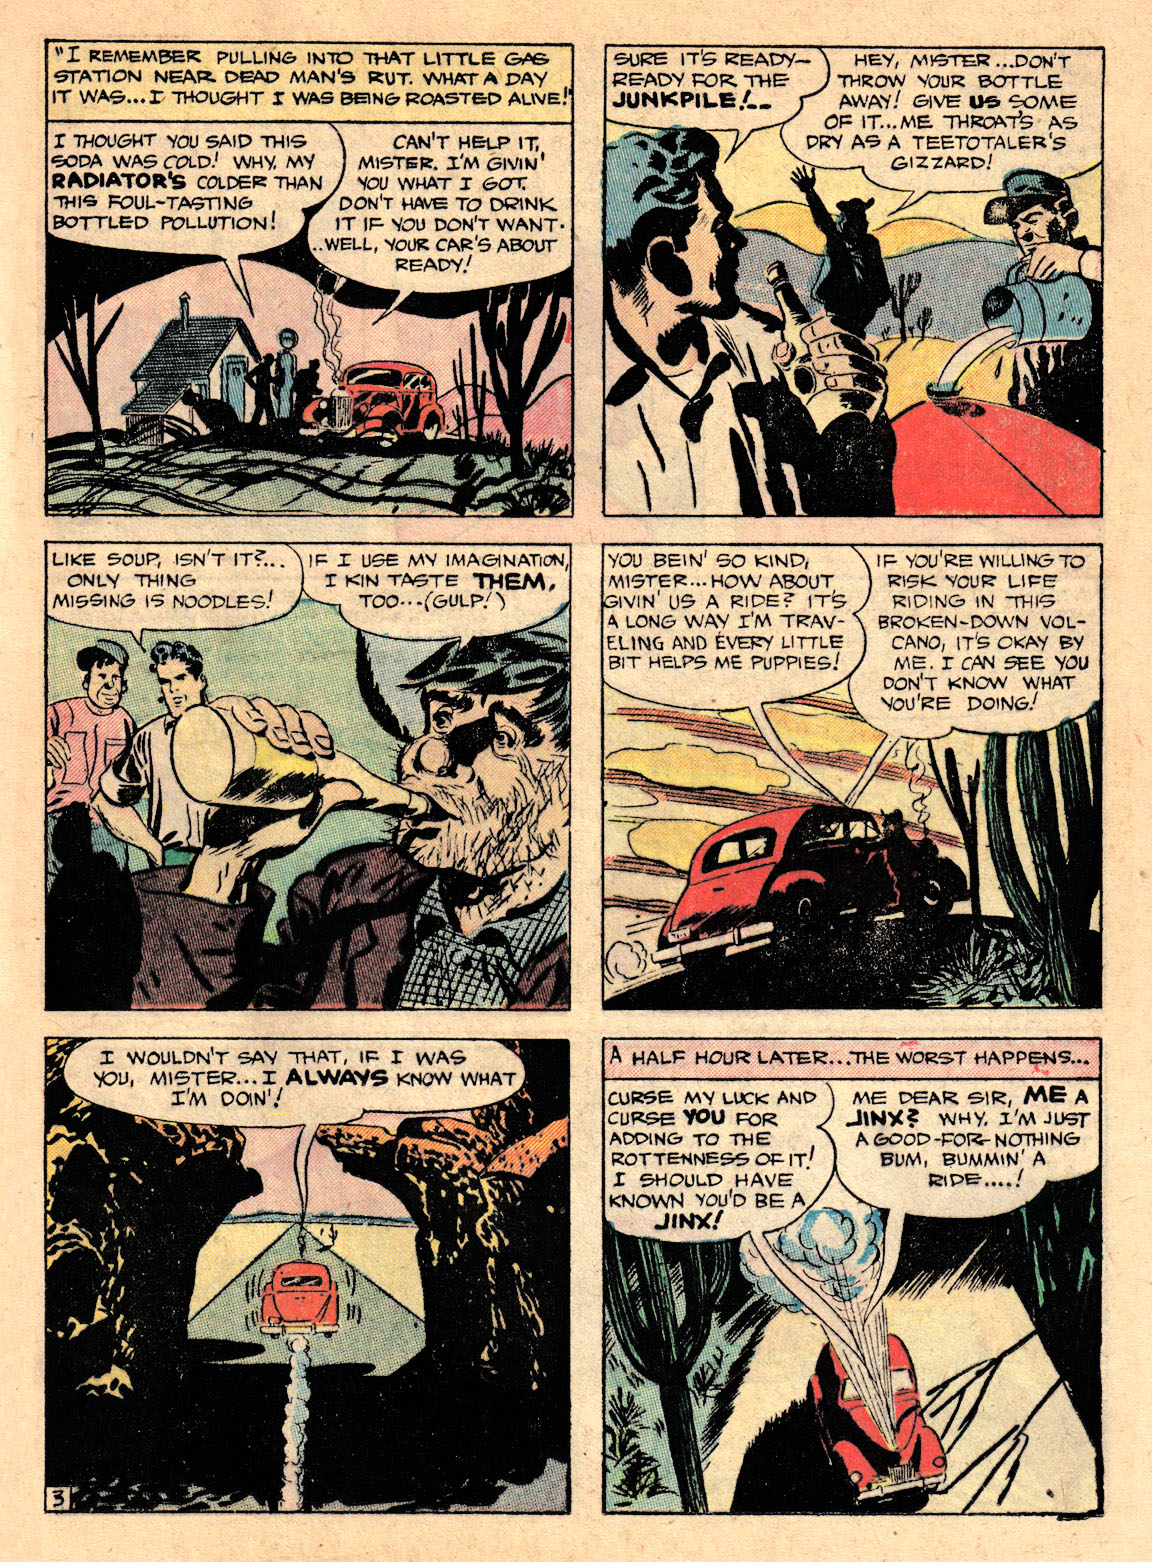 "I REMEMBER PULLING INTO THAT LITTLE GAS
STATION NEAR DEAD MAN'S RUT. WHAT A DAY
IT WAS...I THOUGHT I WAS BEING ROASTED ALIVE!"
I THOUGHT YOU SAID THIS
SODA WAS COLD! WHY, MY
RADIATOR'S COLDER THAN
THIS FOUL-TASTING
BOTTLED POLLUTION!
CAN'T HELP IT,
MISTER. I'M GIVIN'
YOU WHAT I GOT.
DON'T HAVE TO DRINK
IT IF YOU DON'T WANT.
..WELL, YOUR CAR'S ABOUT
READY!
SURE IT'S READY—
READY FOR THE
JUNKPILE!--
HEY, MISTER...DON'T
THROW YOUR BOTTLE
AWAY! GIVE US SOME
OF IT...ME THROAT'S AS
DRY AS A TEETOTALER'S
GIZZARD!
LIKE SOUP, ISN'T IT?...
ONLY THING
MISSING IS NOODLES!
IF I USE MY IMAGINATION,
I KIN TASTE THEM,
TOO---(GULP!)
YOU BEIN' SO KIND,
MISTER...HOW ABOUT
GIVIN' US A RIDE? IT'S
A LONG WAY I'M TRAV-
ELING AND EVERY LITTLE
BIT HELPS ME PUPPIES!
IF YOU'RE WILLING TO
RISK YOUR LIFE
RIDING IN THIS
BROKEN-DOWN VOL-
CANO, IT'S OKAY BY
ME. I CAN SEE YOU
DON'T KNOW WHAT
YOU'RE DOING!
I WOULDN'T SAY THAT, IF I WAS
YOU, MISTER...I ALWAYS KNOW WHAT
I'M DOIN'!
3
A HALF HOUR LATER...THE WORST HAPPENS...
CURSE MY LUCK AND
CURSE YOU FOR
ADDING TO THE
ROTTENNESS OF IT!
I SHOULD HAVE
KNOWN YOU'D BE A
JINX!
ME DEAR SIR, ME A
JINX? WHY, I'M JUST
A GOOD-FOR-NOTHING
BUM, BUMMIN' A
RIDE....!